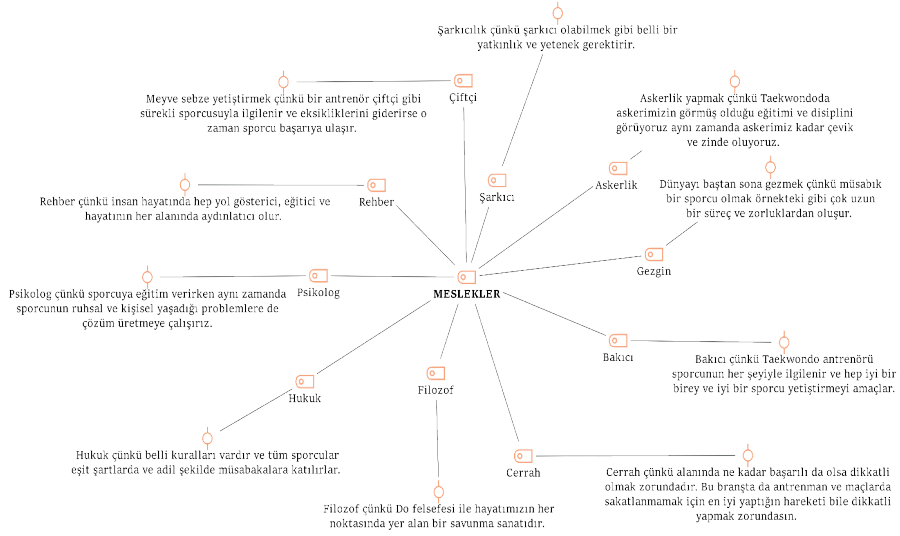 Şarkıcılık çünkü şarkıcı olabilmek gibi belli bir
yatkınlık ve yetenek gerektirir.
Çiftçi
Meyve sebze yetiştirmek çünkü bir antrenör çiftçi gibi
sürekli sporcusuyla ilgilenir ve eksikliklerini giderirse o
zaman sporcu başarıya ulaşır.
Askerlik yapmak çünkü Taekwondoda
askerimizin görmüş olduğu eğitimi ve disiplini
görüyoruz aynı zamanda askerimiz kadar çevik
ve zinde oluyoruz.
Askerlik
Şarkıcı
Rehber
Rehber çünkü insan hayatında hep yol gösterici, eğitici ve
hayatının her alanında aydınlatıcı olur.
Dünyayı baştan sona gezmek çünkü müsabık
bir sporcu olmak örnekteki gibi çok uzun
bir süreç ve zorluklardan oluşur.
Gezgin
MESLEKLER
Psikolog
Psikolog çünkü sporcuya eğitim verirken aynı zamanda
sporcunun ruhsal ve kişisel yaşadığı problemlere de
çözüm üretmeye çalışırız.
Bakıcı
Bakıcı çünkü Taekwondo antrenörü
sporcunun her şeyiyle ilgilenir ve hep iyi bir
birey ve iyi bir sporcu yetiştirmeyi amaçlar.
Hukuk
Filozof
Hukuk çünkü belli kuralları vardır ve tüm sporcular
eşit şartlarda ve adil şekilde müsabakalara katılırlar.
Cerrah
Cerrah çünkü alanında ne kadar başarılı da olsa dikkatli
olmak zorundadır. Bu branşta da antrenman ve maçlarda
sakatlanmamak için en iyi yaptığın hareketi bile dikkatli
yapmak zorundasın.
Filozof çünkü Do felsefesi ile hayatımızın her
noktasında yer alan bir savunma sanatıdır.